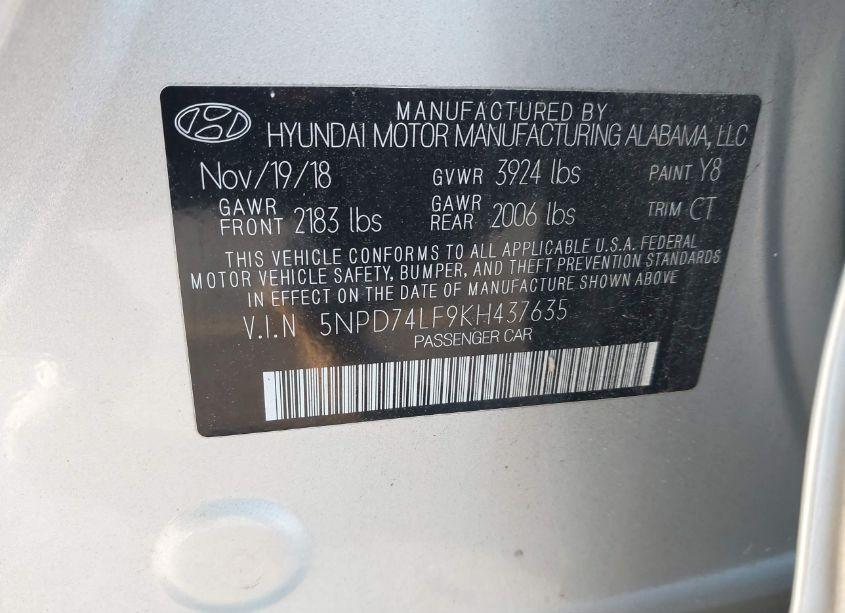 MANUFACTURED BY
HYUNDAI MOTOR MANUFACTURING ALABAMA, LLC
Nov/19/18 GVWR 3924 lbs PAINT Y8
GAWR FRONT 2183 lbs GAWR REAR 2006 lbs TRIM CT
THIS VEHICLE CONFORMS TO ALL APPLICABLE U.S.A. FEDERAL
MOTOR VEHICLE SAFETY, BUMPER, AND THEFT PREVENTION STANDARDS
IN EFFECT ON THE DATE OF MANUFACTURE SHOWN ABOVE
V.I.N 5NPD74LF9KH437635
PASSENGER CAR